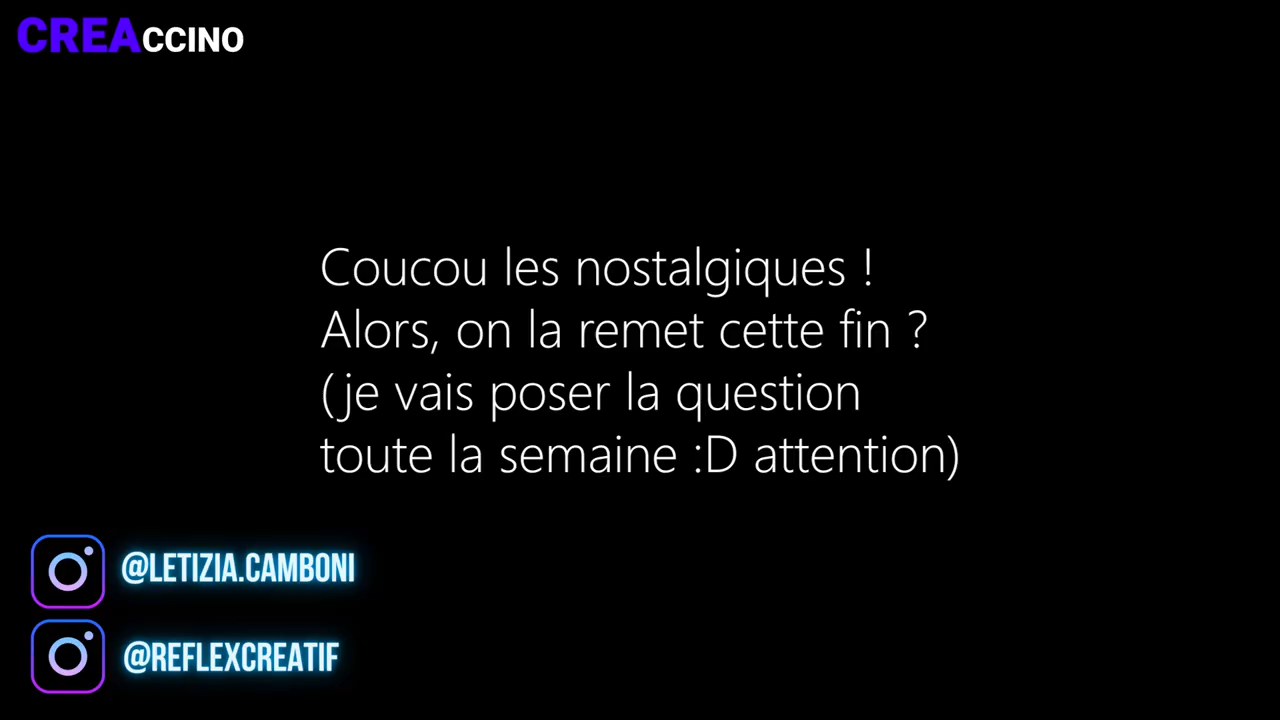 CREACCINO
Coucou les nostalgiques !
Alors, on la remet cette fin ?
(je vais poser la question
toute la semaine :D attention)
@LETIZIA.CAMBONI
@REFLEXCREATIF